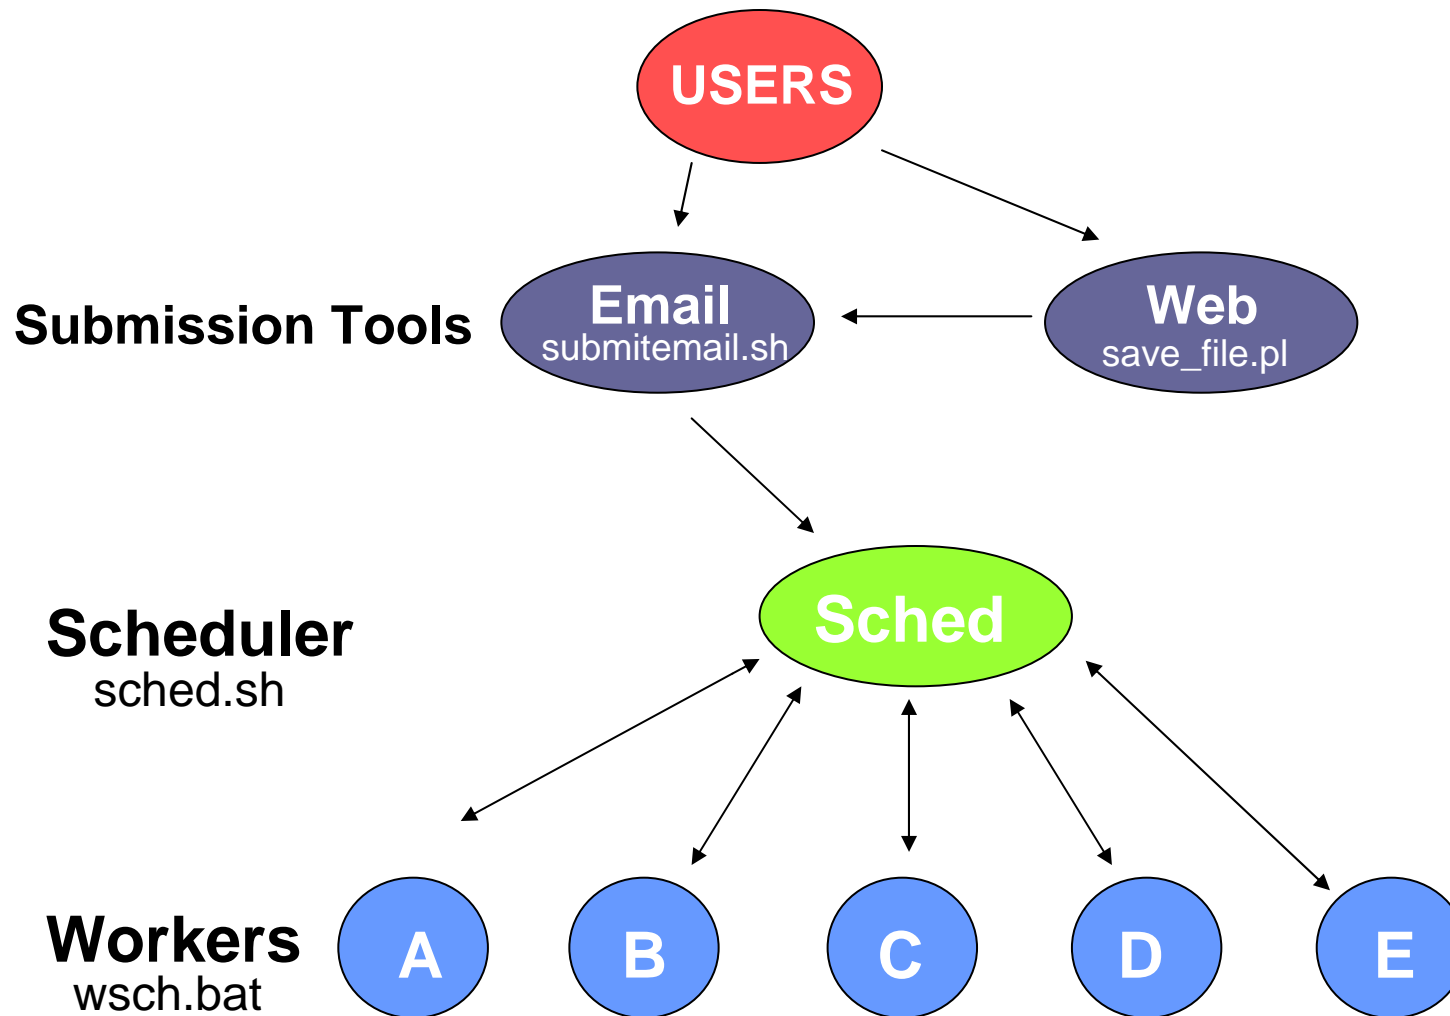 USERS
Submission Tools
Email
submitemail.sh
Web
save_file.pl
Scheduler
sched.sh
Sched
Workers
wsch.bat
A
B
C
D
E